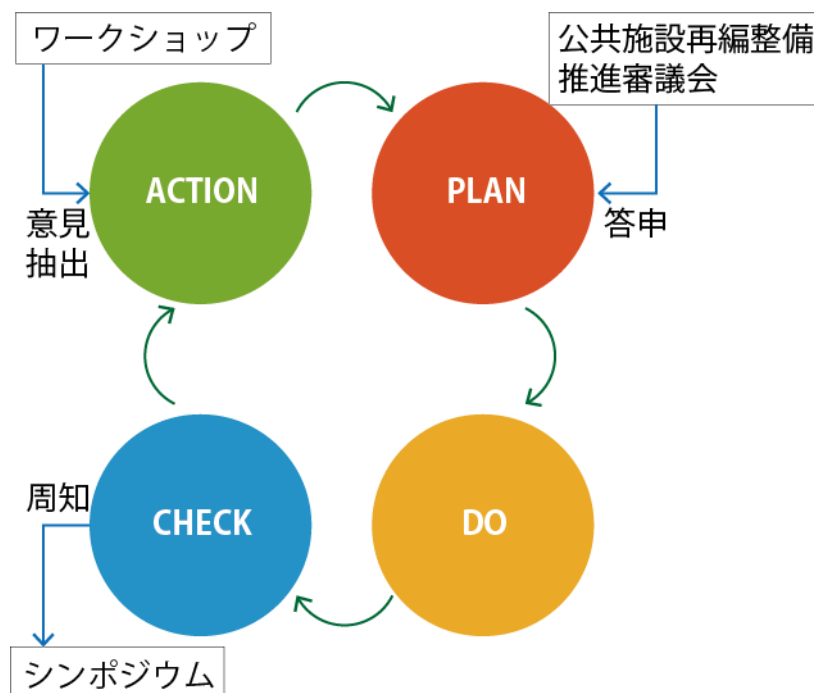 ワークショップ
公共施設再編整備
推進審議会
ACTION
PLAN
意見
抽出
答申
周知
CHECK
DO
シンポジウム